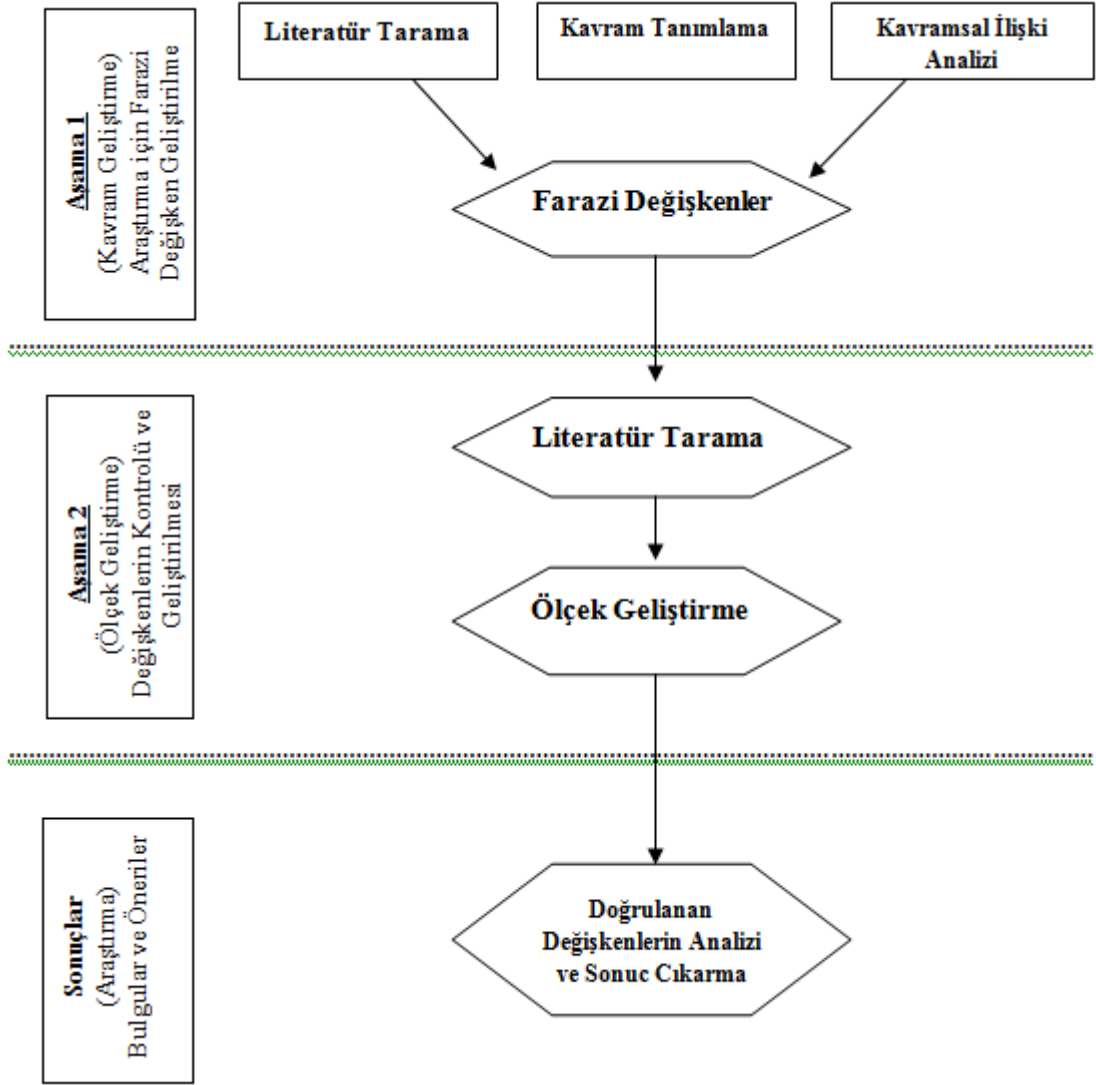 Literatür Tarama
Kavram Tanımlama
Kavramsal İlişki
Analizi
Aşama 1
(Kavram Geliştirme)
Araştırma için Farazi
Değişken Geliştirilme
Farazi Değişkenler
Aşama 2
(Ölçek Geliştirme)
Değişkenlerin Kontrolü ve
Geliştirilmesi
Literatür Tarama
Ölçek Geliştirme
Sonuçlar
(Araştırma)
Bulgular ve Öneriler
Doğrulanan
Değişkenlerin Analizi
ve Sonuc Cıkarma